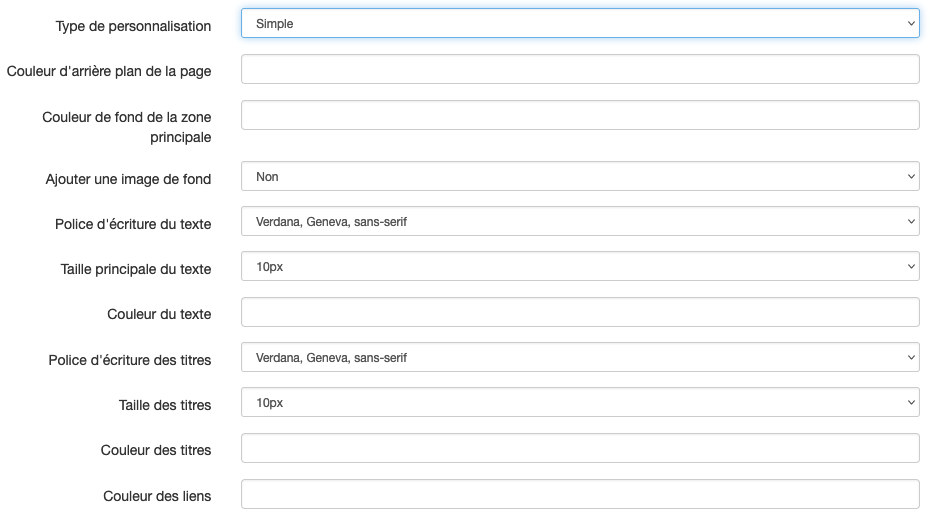 Type de personnalisation Simple
Couleur d'arrière plan de la page
Couleur de fond de la zone
principale
Ajouter une image de fond Non
Police d'écriture du texte Verdana, Geneva, sans-serif
Taille principale du texte 10px
Couleur du texte
Police d'écriture des titres Verdana, Geneva, sans-serif
Taille des titres 10px
Couleur des titres
Couleur des liens